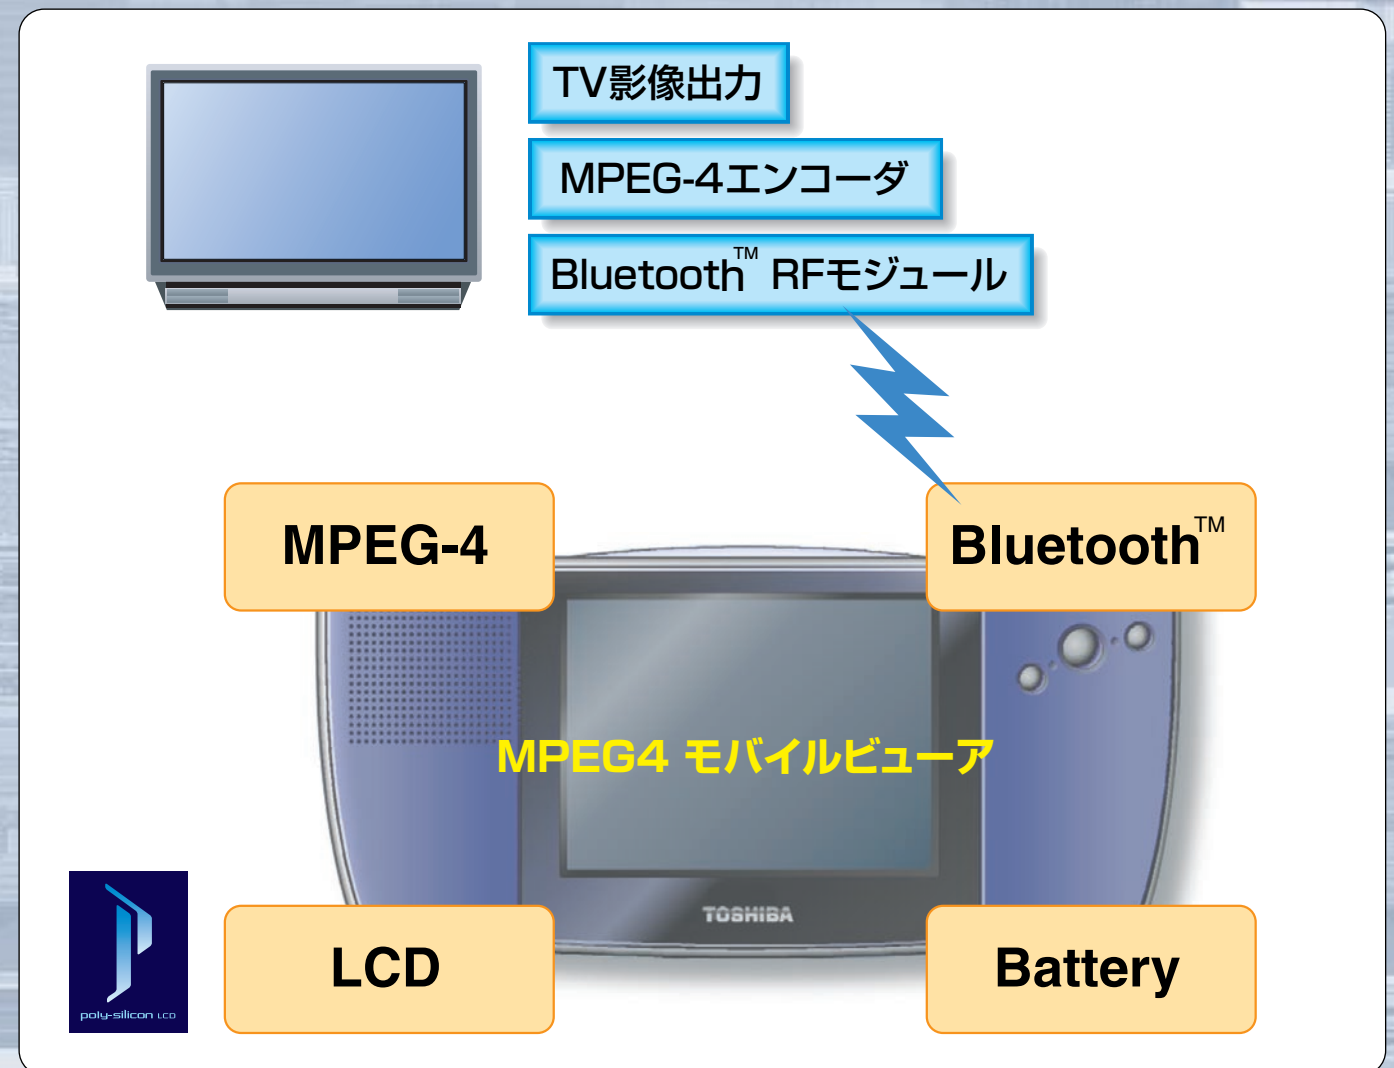 TV影像出力
MPEG-4エンコーダ
Bluetooth™ RFモジュール
MPEG-4
Bluetooth™
MPEG4 モバイルビューア
TOSHIBA
LCD
Battery
poly-silicon LCD